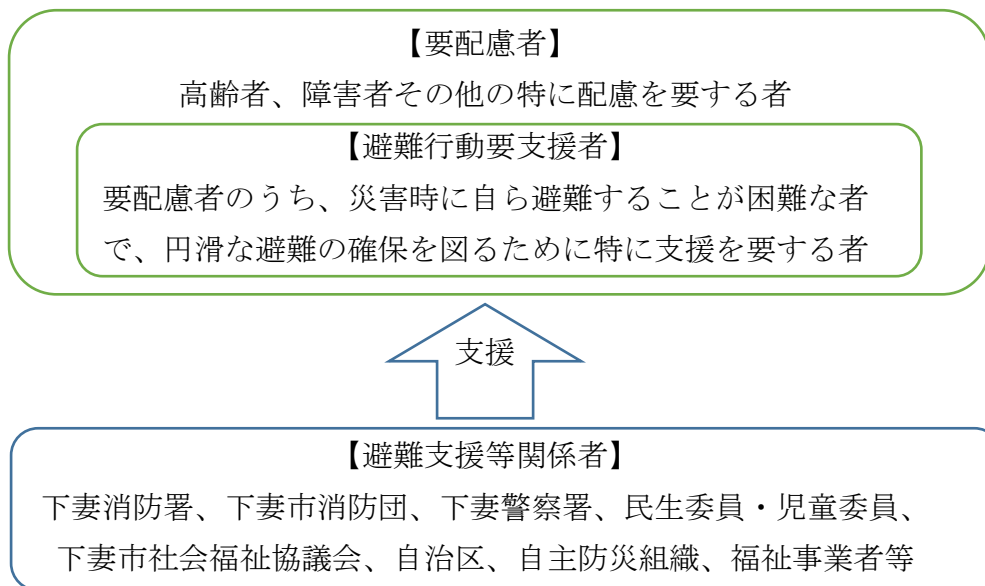 【要配慮者】
高齢者、障害者その他の特に配慮を要する者
【避難行動要支援者】
要配慮者のうち、災害時に自ら避難することが困難な者
で、円滑な避難の確保を図るために特に支援を要する者
支援
【避難支援等関係者】
下妻消防署、下妻市消防団、下妻警察署、民生委員・児童委員、
下妻市社会福祉協議会、自治区、自主防災組織、福祉事業者等